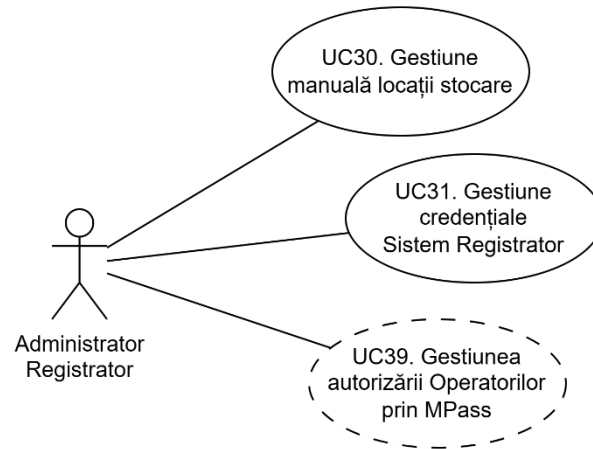 UC30. Gestiune
manuală locații stocare
UC31. Gestiune
credențiale
Sistem Registrator
Administrator
Registrator
UC39. Gestiunea
autorizării Operatorilor
prin MPass